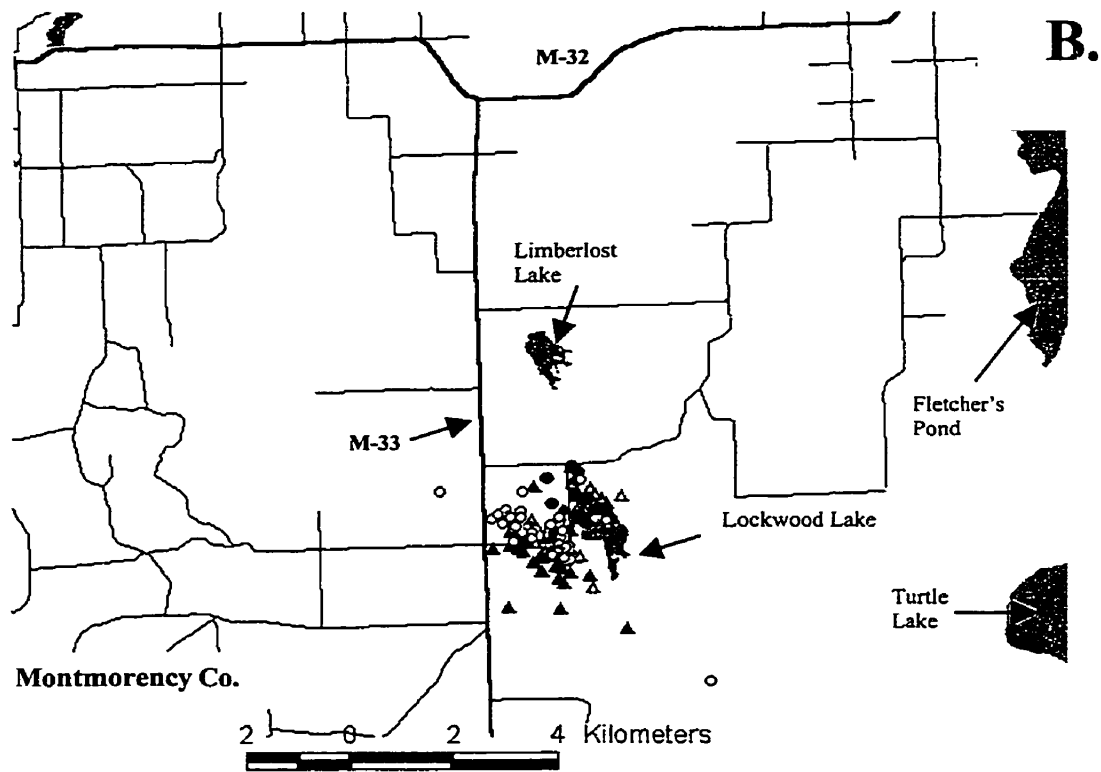 B.
M-32
Limberlost
Lake
Fletcher's
Pond
M-33
Lockwood Lake
Turtle
Lake
Montmorency Co.
2 0 2 4 Kilometers